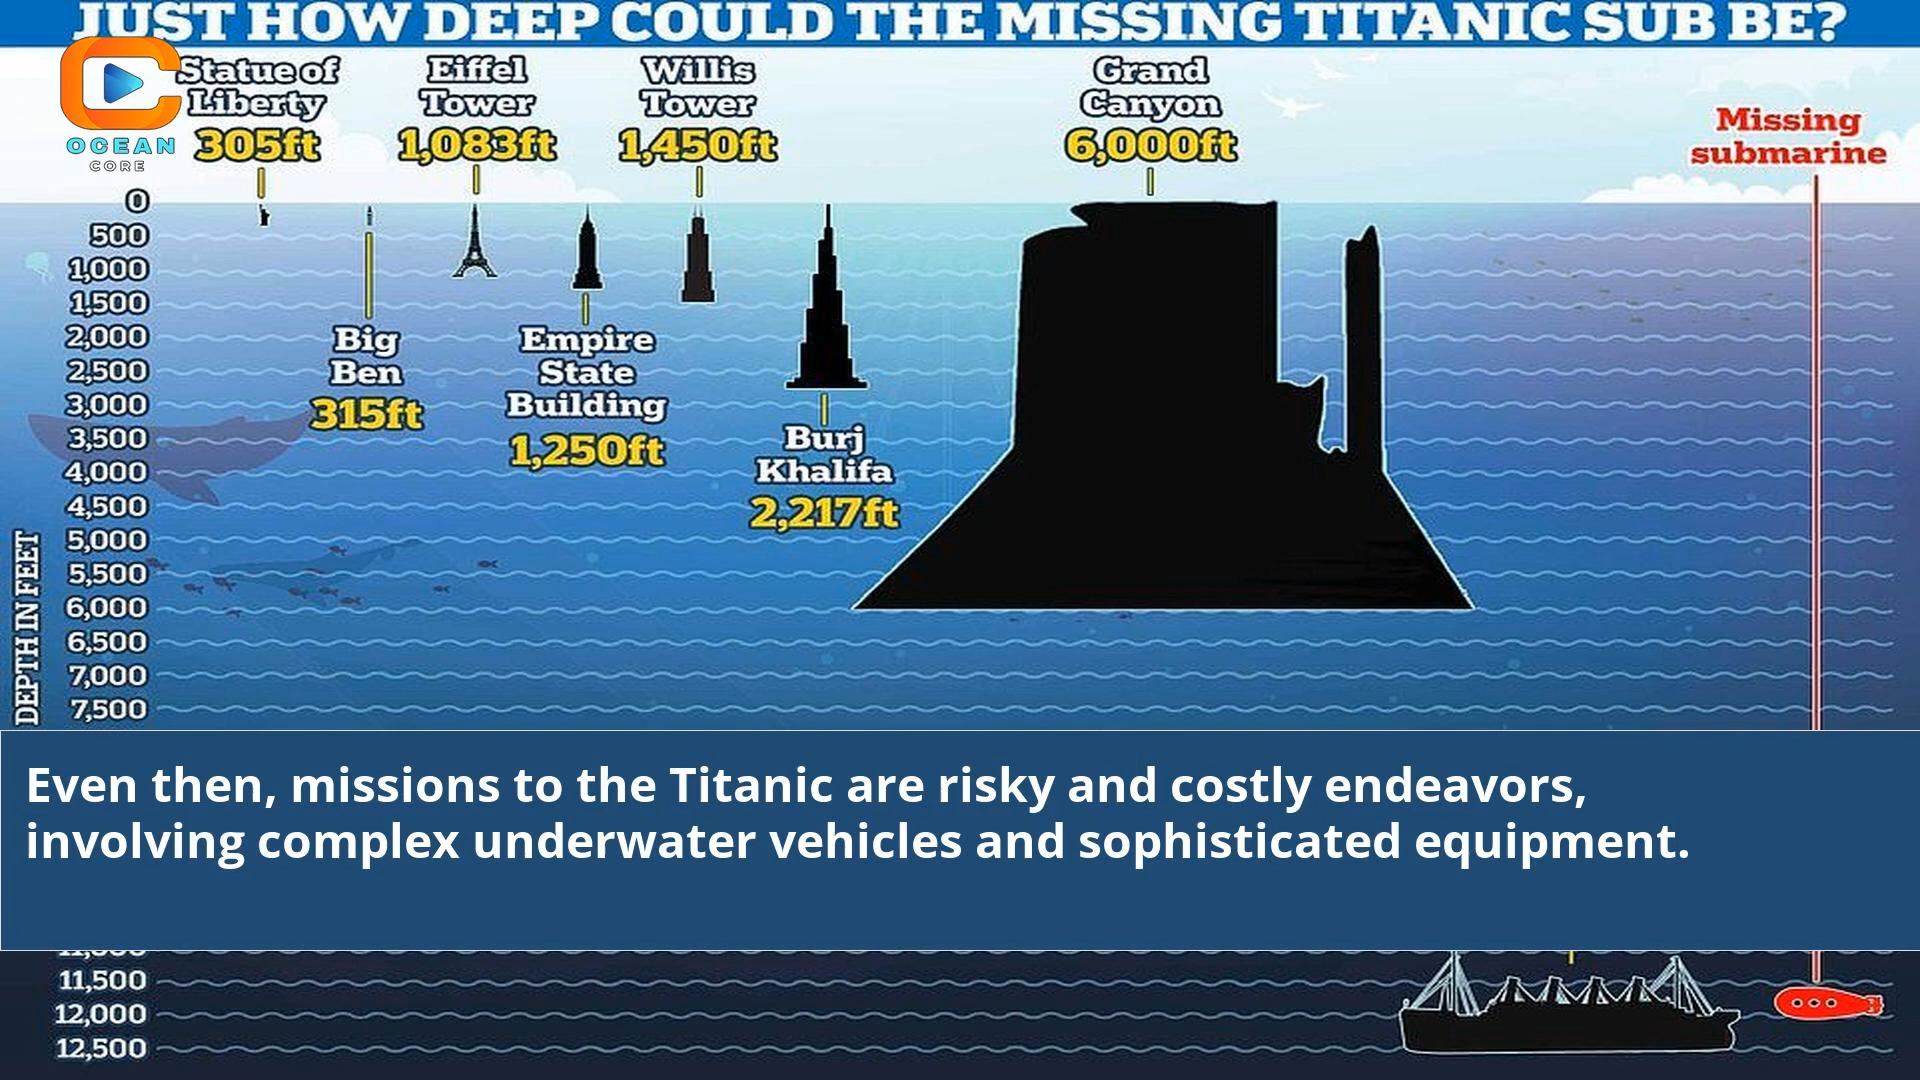 JUST HOW DEEP COULD THE MISSING TITANIC SUB BE?
OCEAN
CORE
Statue of
Liberty
305ft
Eiffel
Tower
1,083ft
Willis
Tower
1,450ft
Grand
Canyon
6,000ft
Missing
submarine
Big
Ben
315ft
Empire
State
Building
1,250ft
Burj
Khalifa
2,217ft
DEPTH IN FEET
0
500
1,000
1,500
2,000
2,500
3,000
3,500
4,000
4,500
5,000
5,500
6,000
6,500
7,000
7,500
Even then, missions to the Titanic are risky and costly endeavors,
involving complex underwater vehicles and sophisticated equipment.
11,000
11,500
12,000
12,500